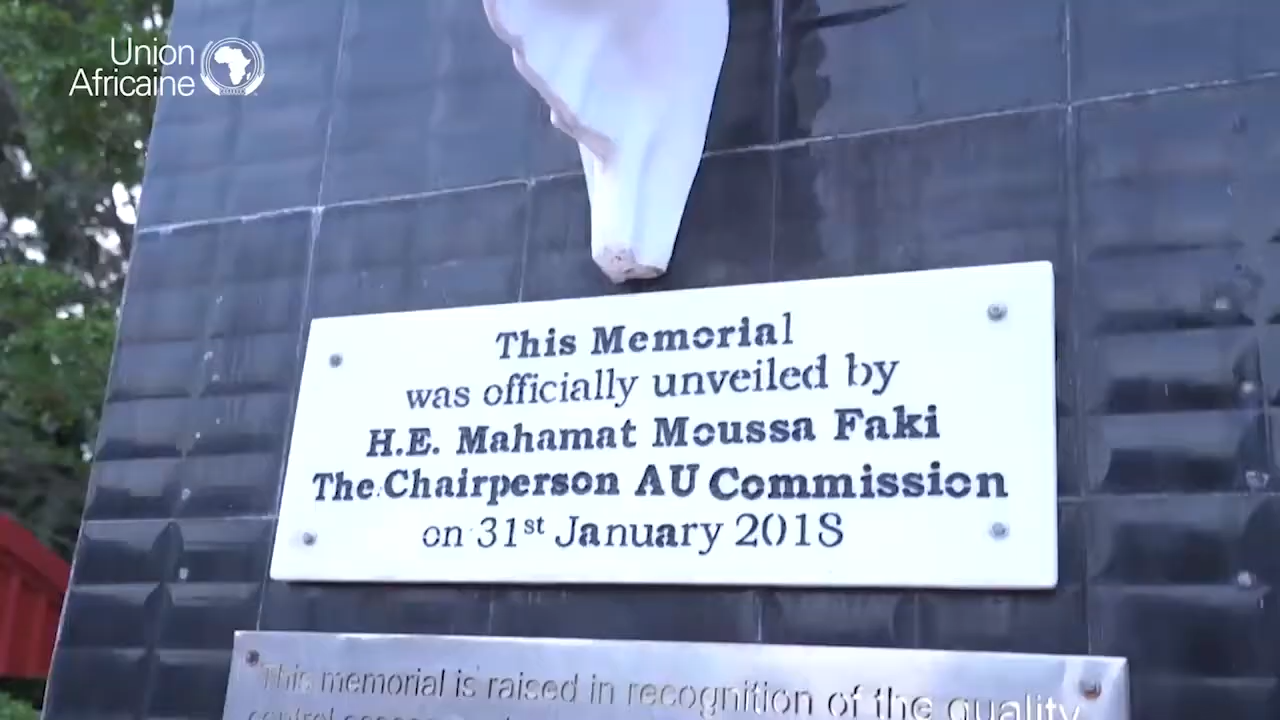 Union
Africaine
This Memorial
was officially unveiled by
H.E. Mahamat Moussa Faki
The Chairperson AU Commission
on 31st January 2018
This memorial is raised in recognition of the quality